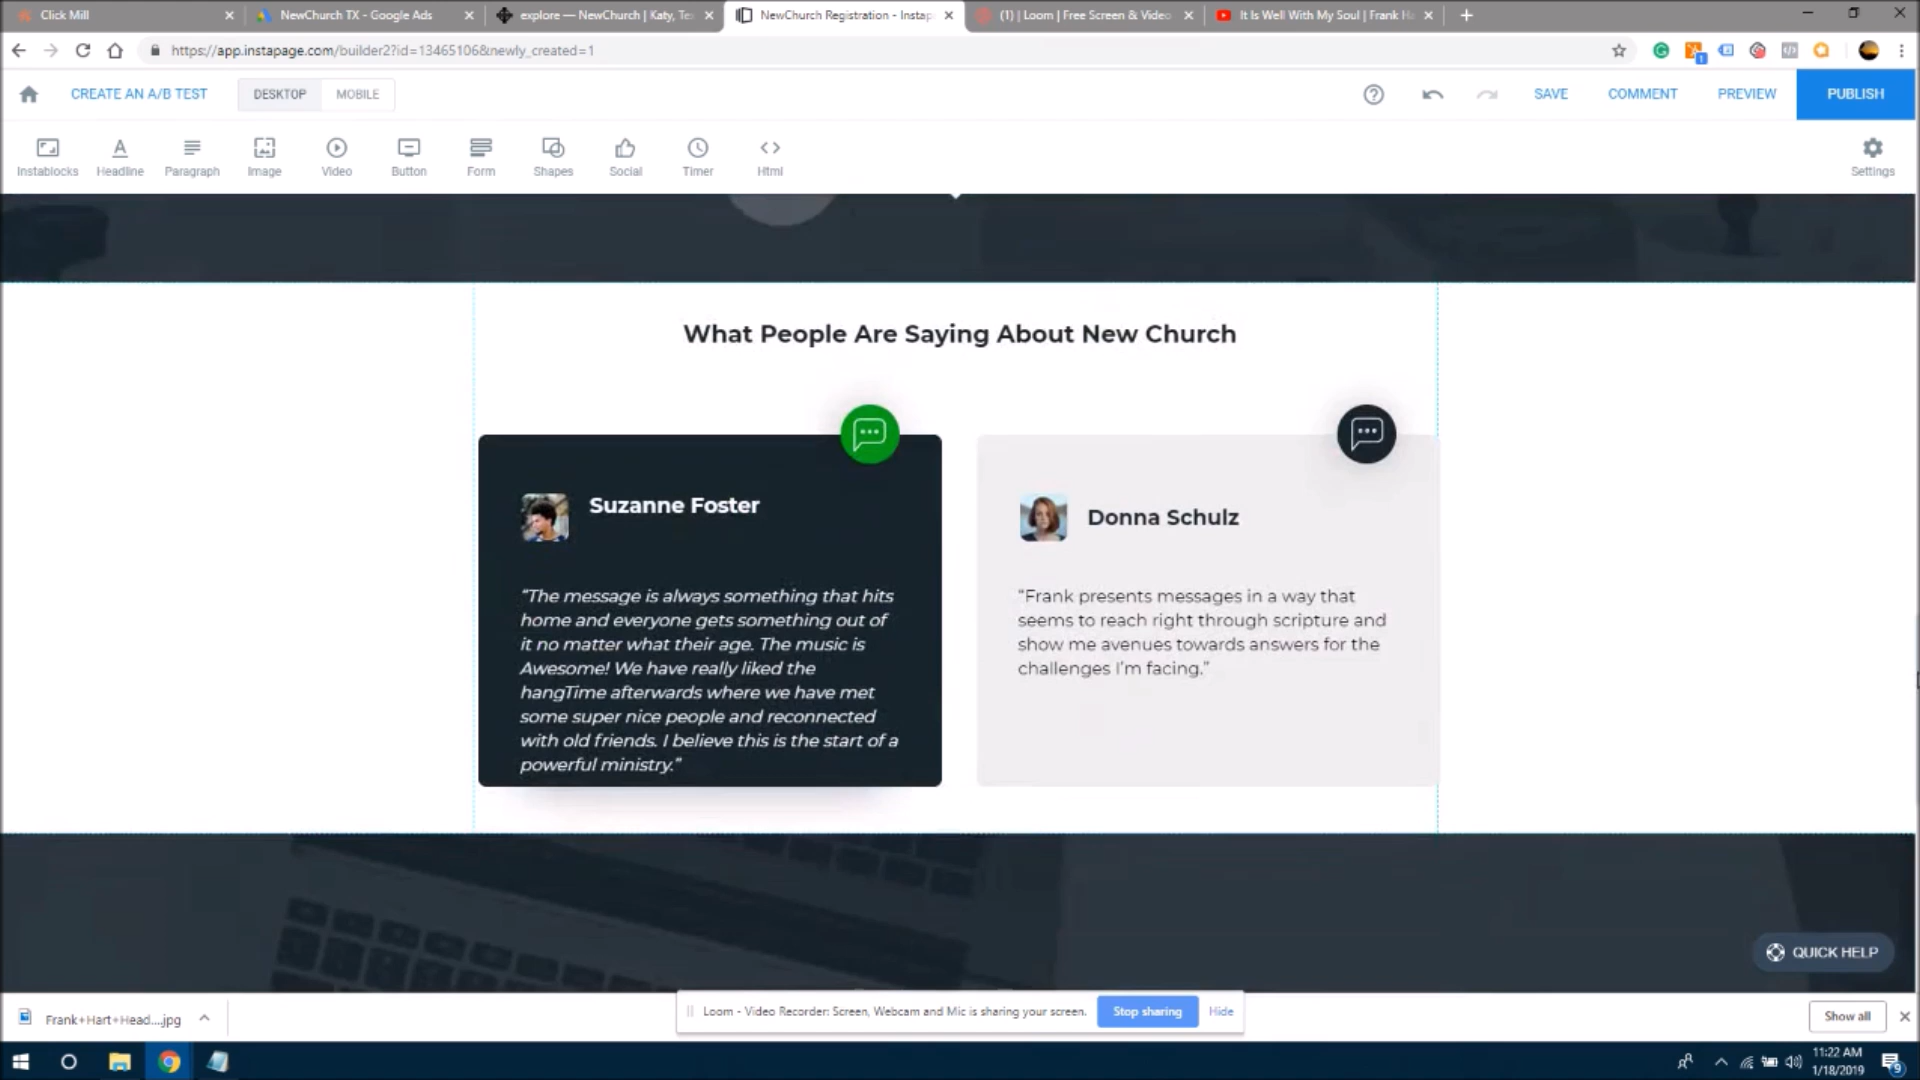 Click Mill
NewChurch TX - Google Ads
explore — NewChurch | Katy, Te
NewChurch Registration - Instap
(1) | Loom | Free Screen & Video
It Is Well With My Soul | Frank Ha
https://app.instapage.com/builder2?id=13465106&newly_created=1
CREATE AN A/B TEST
DESKTOP
MOBILE
SAVE
COMMENT
PREVIEW
PUBLISH
Instablocks
Headline
Paragraph
Image
Video
Button
Form
Shapes
Social
Timer
Html
Settings
What People Are Saying About New Church
Suzanne Foster
“The message is always something that hits
home and everyone gets something out of
it no matter what their age. The music is
Awesome! We have really liked the
hangTime afterwards where we have met
some super nice people and reconnected
with old friends. I believe this is the start of a
powerful ministry.”
Donna Schulz
“Frank presents messages in a way that
seems to reach right through scripture and
show me avenues towards answers for the
challenges I’m facing.”
QUICK HELP
Frank+Hart+Head....jpg
Loom - Video Recorder: Screen, Webcam and Mic is sharing your screen.
Stop sharing
Hide
Show all
11:22 AM
1/18/2019